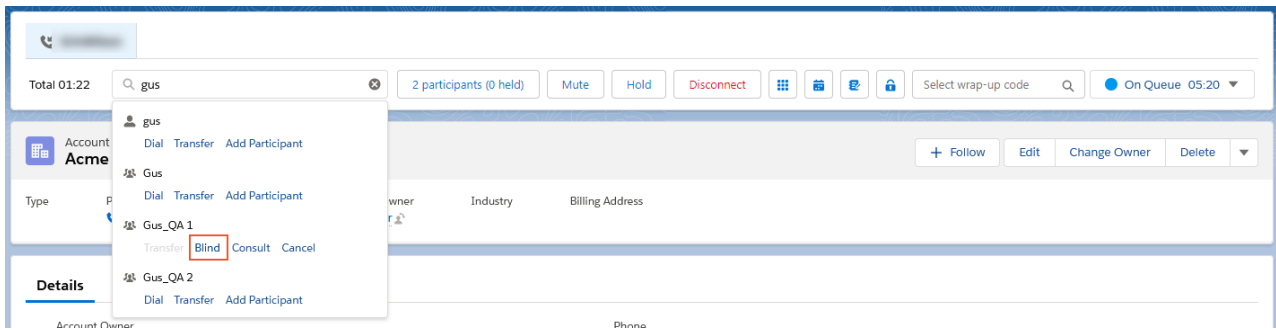 Total 01:22 gus 2 participants (0 held) Mute Hold Disconnect Select wrap-up code On Queue 05:20
gus
Dial Transfer Add Participant
Gus
Dial Transfer Add Participant
Gus_QA 1
Transfer Blind Consult Cancel
Gus_QA 2
Dial Transfer Add Participant
Account
Acme
+ Follow Edit Change Owner Delete
Type Industry Billing Address
Details
Account Owner Phone